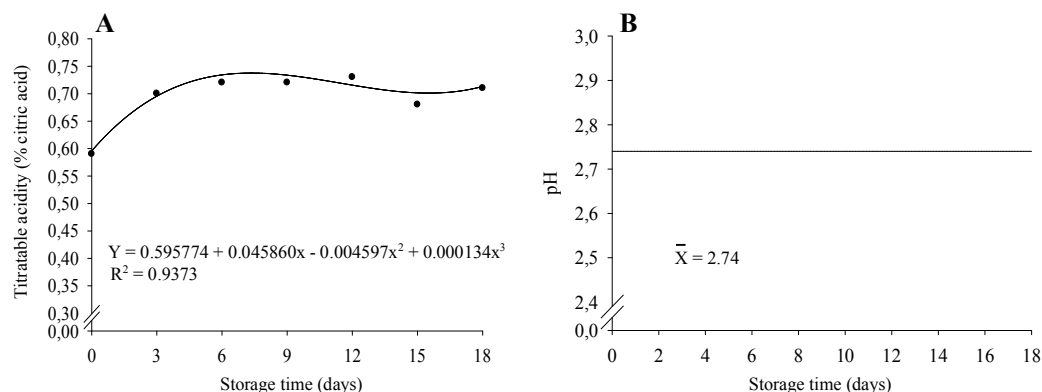 A
Titratable acidity (% citric acid)
0,80
0,75
0,70
0,65
0,60
0,55
0,50
0,45
0,40
0,35
0,30
0,00
Y = 0.595774 + 0.045860x - 0.004597x² + 0.000134x³
R² = 0.9373
0 3 6 9 12 15 18
Storage time (days)
B
pH
3,0
2,9
2,8
2,7
2,6
2,5
2,4
0,0
X̄ = 2.74
0 2 4 6 8 10 12 14 16 18
Storage time (days)